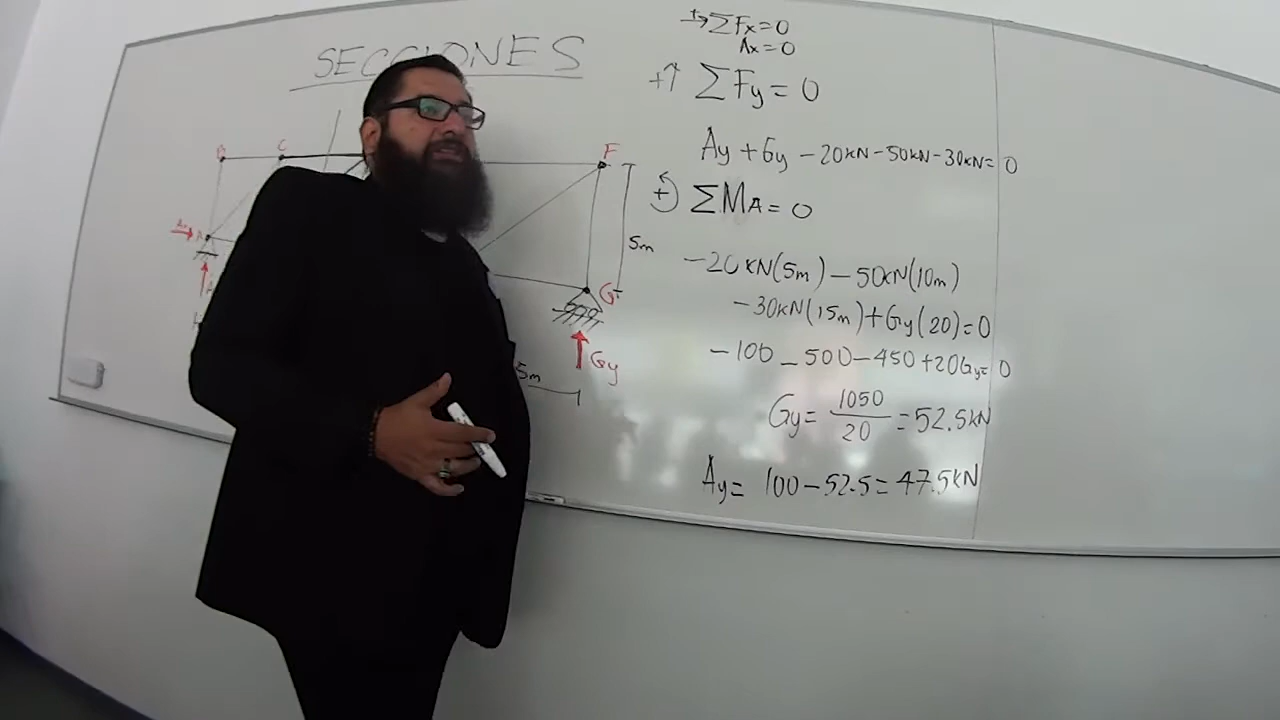 SECCIONES
B
C
F
A
5m
G
Gy
5m
+→ ΣFx=0
Ax=0
+↑ ΣFy=0
Ay+Gy-20kN-50kN-30kN=0
+ ΣMA=0
-20kN(5m)-50kN(10m)
-30kN(15m)+Gy(20)=0
-100-500-450+20Gy=0
Gy=1050/20=52.5kN
Ay=100-52.5=47.5kN